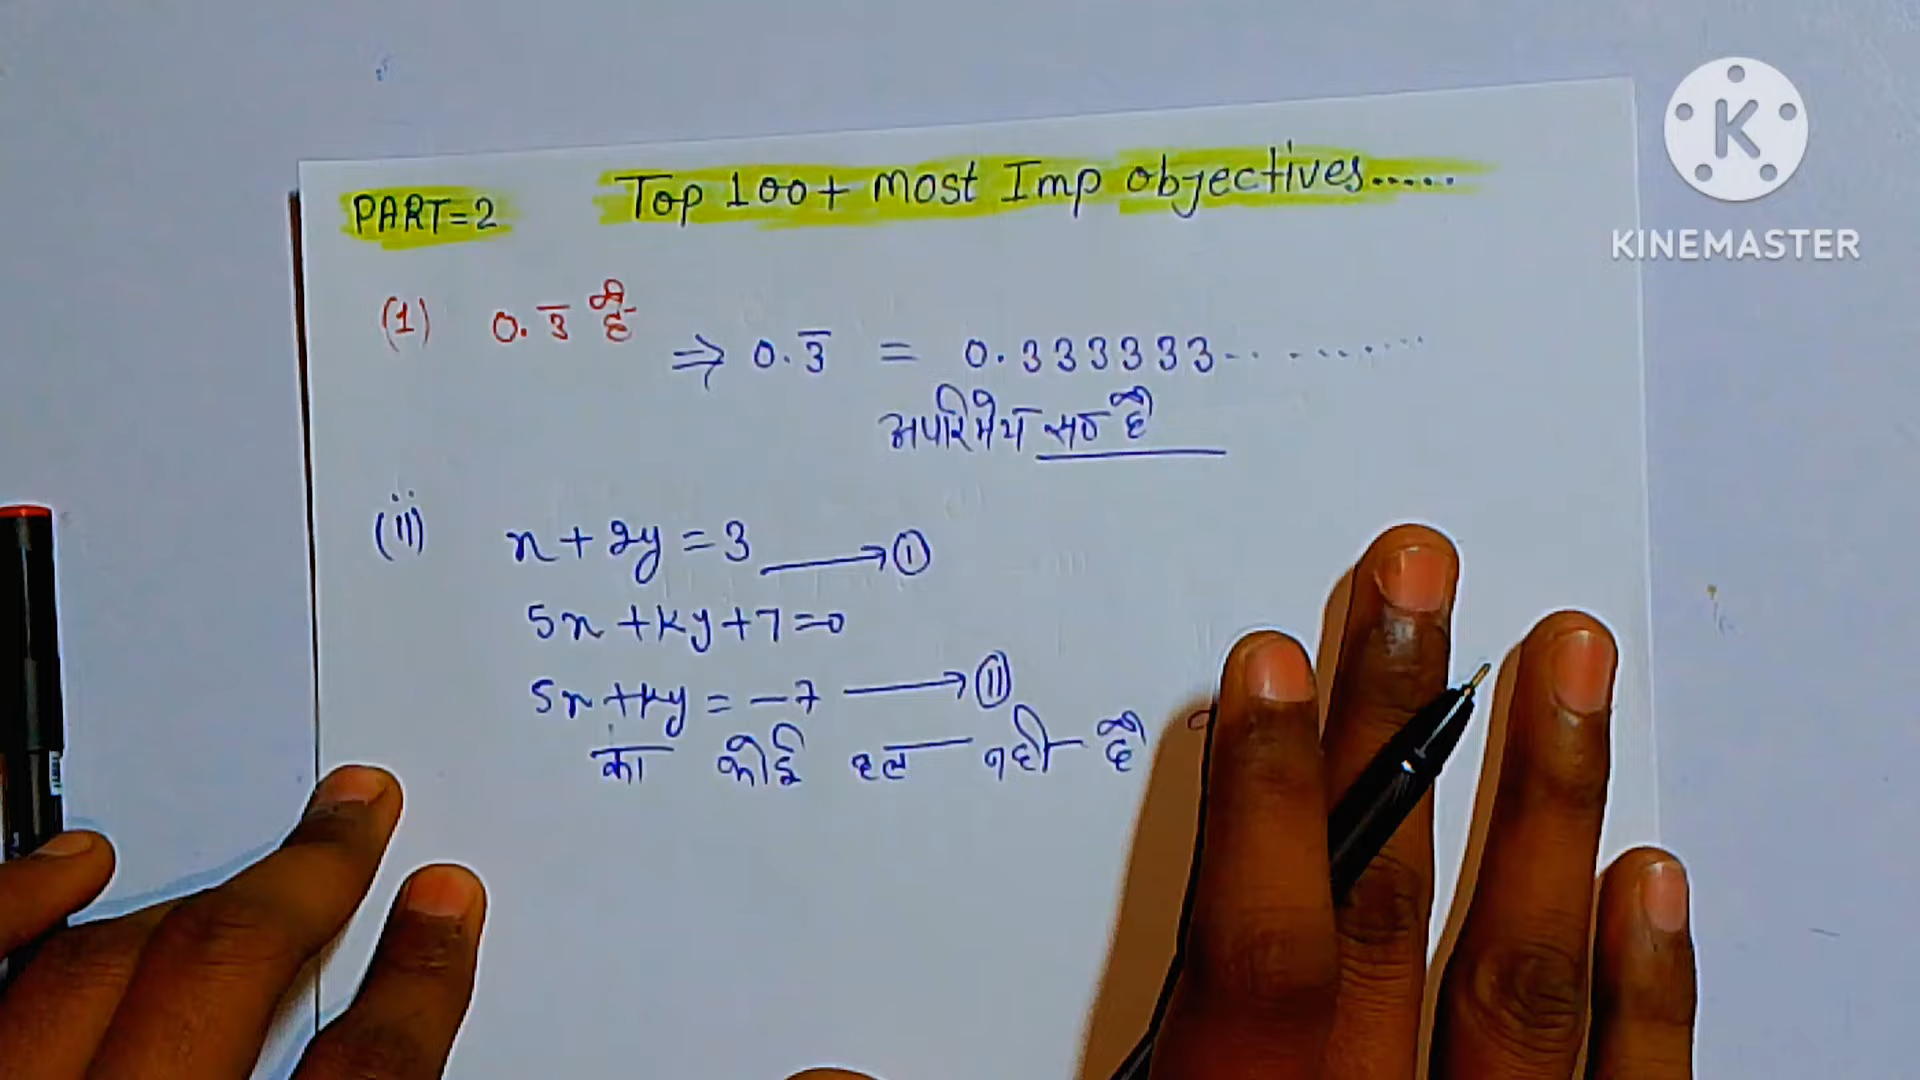 PART=2 Top 100+ most Imp objectives.....
(1) 0.3̅ है
⇒ 0.3̅ = 0.333333- . .........
अपरिमेय सं० है
(ii) x + 2y = 3 → ①
5x + ky + 7 = 0
5x + ky = -7 → ⑪
का कोई हल नही है
K
KINEMASTER